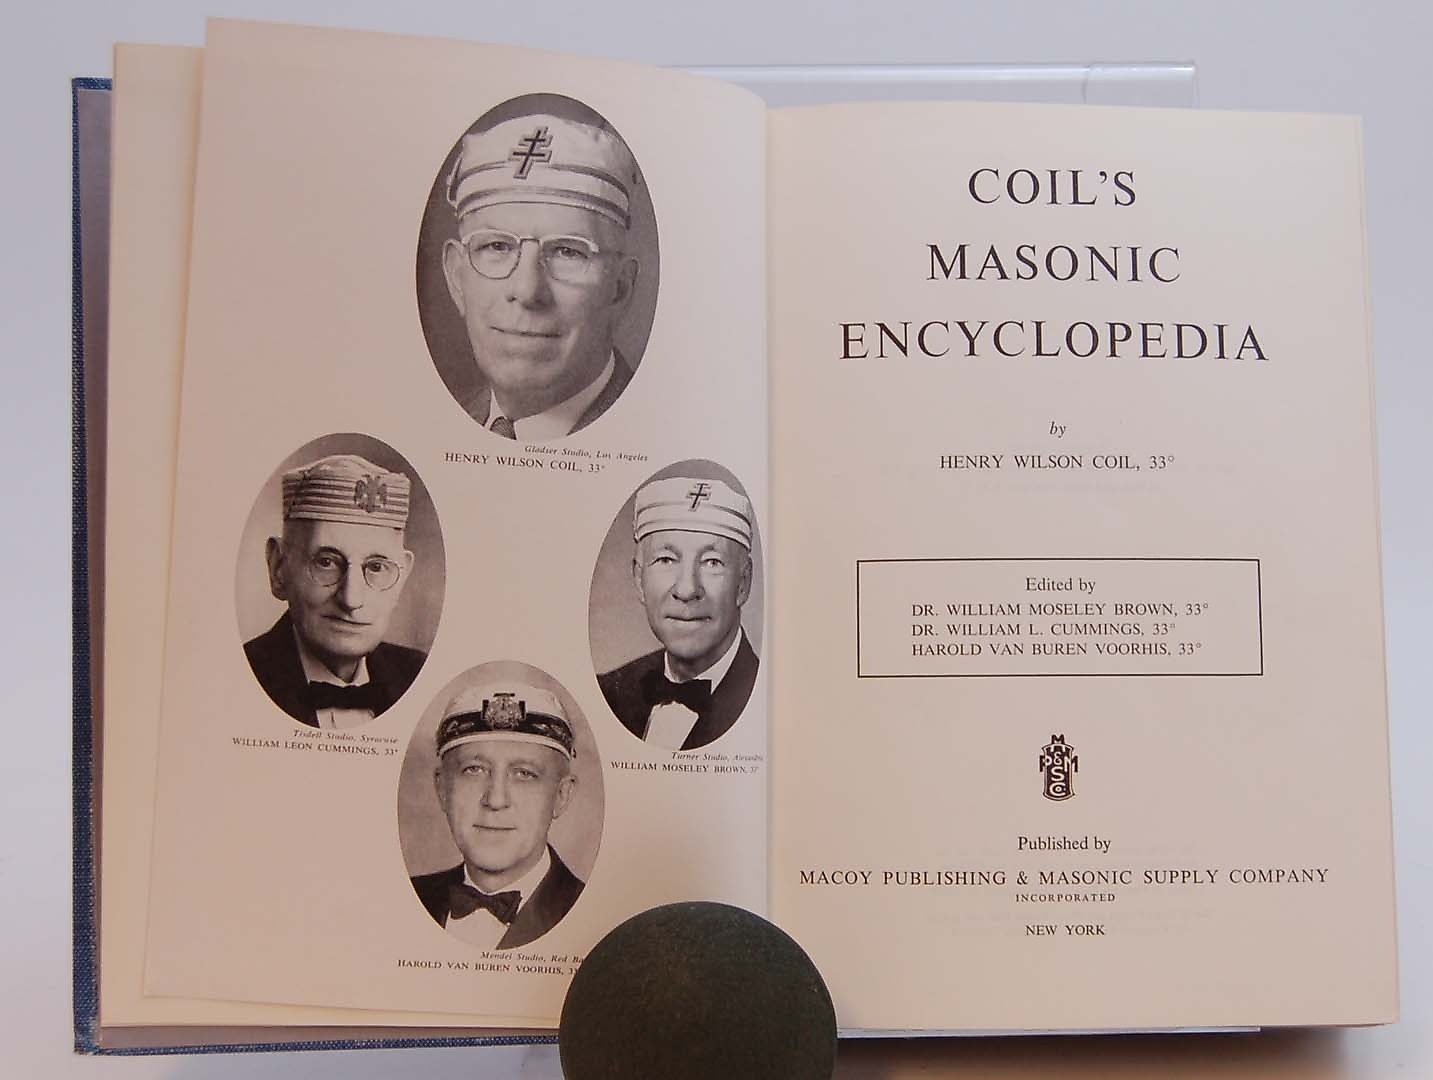 Gladser Studio, Los Angeles
HENRY WILSON COIL, 33°
Tisdell Studio, Syracuse
WILLIAM LEON CUMMINGS, 33°
Turner Studio,
WILLIAM MOSELEY BROWN, 33°
Mendel Studio, Red
HAROLD VAN BUREN VOORHIS,
COIL'S
MASONIC
ENCYCLOPEDIA
by
HENRY WILSON COIL, 33°
Edited by
DR. WILLIAM MOSELEY BROWN, 33°
DR. WILLIAM L. CUMMINGS, 33°
HAROLD VAN BUREN VOORHIS, 33°
M
P & M
S
Co.
Published by
MACOY PUBLISHING & MASONIC SUPPLY COMPANY
INCORPORATED
NEW YORK